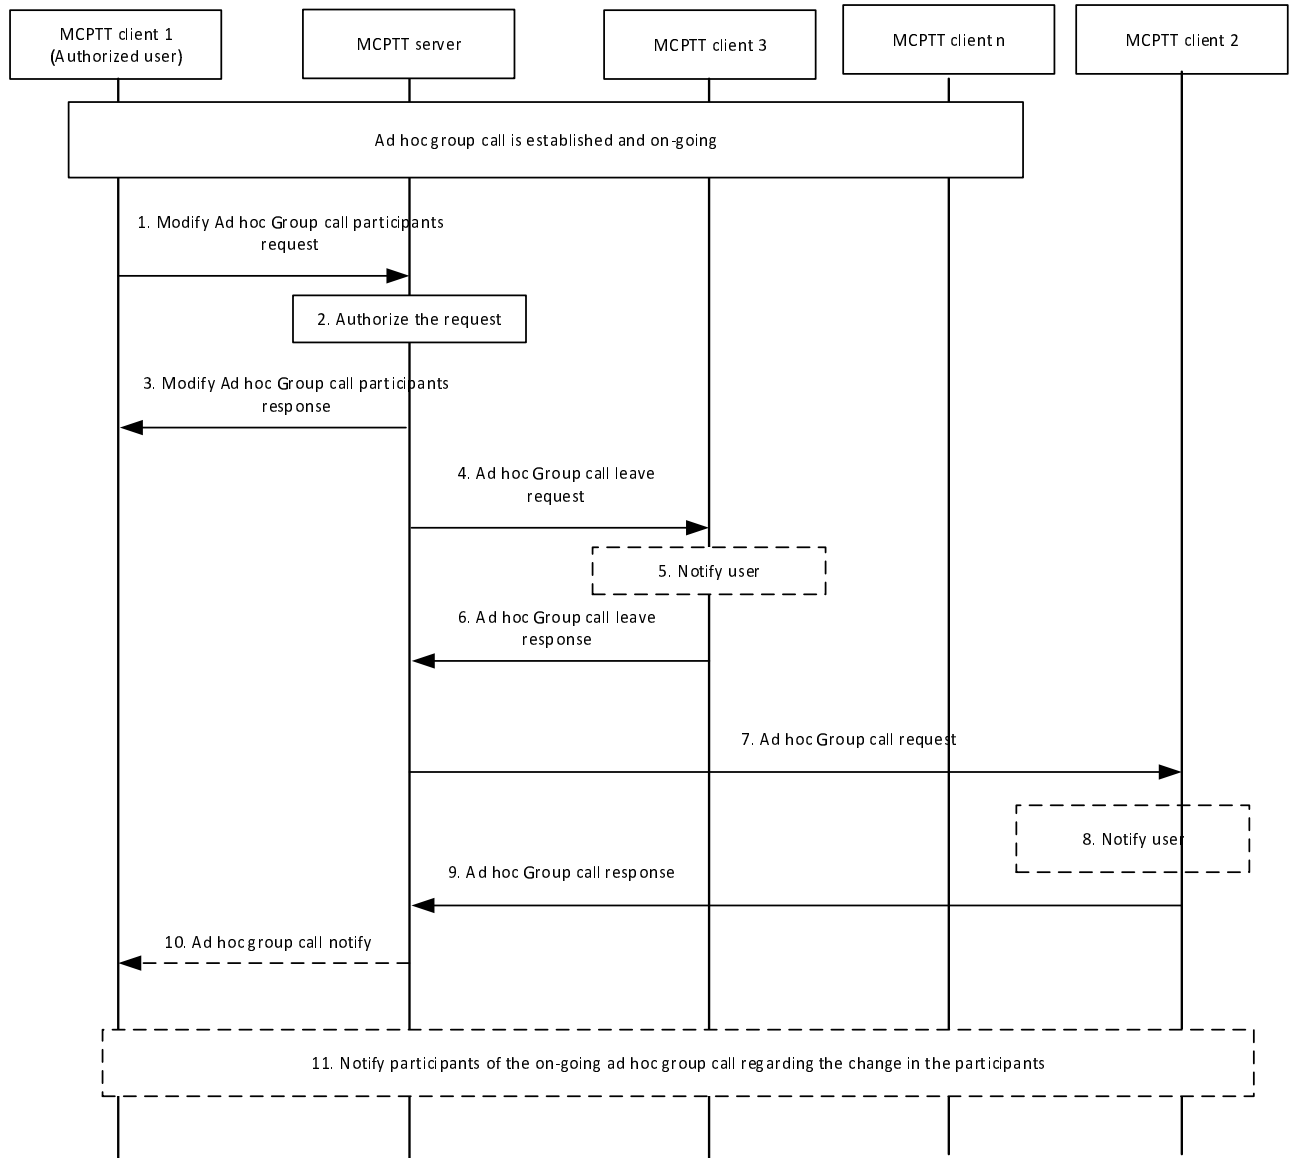 MCPTT client 1
(Authorized user)
MCPTT server
MCPTT client 3
MCPTT client n
MCPTT client 2
Ad hoc group call is established and on-going
1. Modify Ad hoc Group call participants
request
2. Authorize the request
3. Modify Ad hoc Group call participants
response
4. Ad hoc Group call leave
request
5. Notify user
6. Ad hoc Group call leave
response
7. Ad hoc Group call request
8. Notify user
9. Ad hoc Group call response
10. Ad hoc group call notify
11. Notify participants of the on-going ad hoc group call regarding the change in the participants